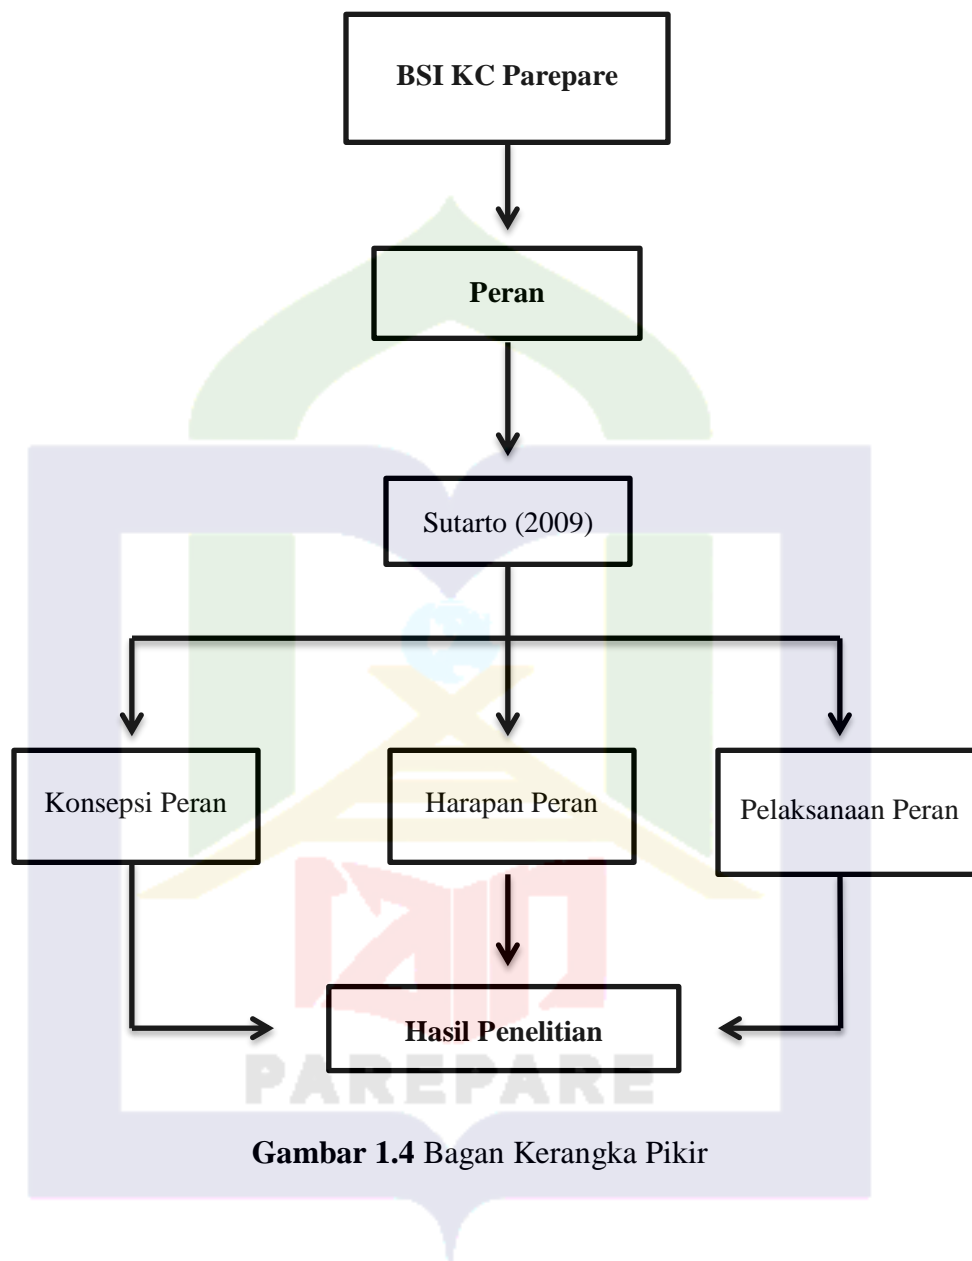 BSI KC Parepare
Peran
Sutarto (2009)
Konsepsi Peran
Harapan Peran
Pelaksanaan Peran
Hasil Penelitian
PAREPARE
Gambar 1.4 Bagan Kerangka Pikir